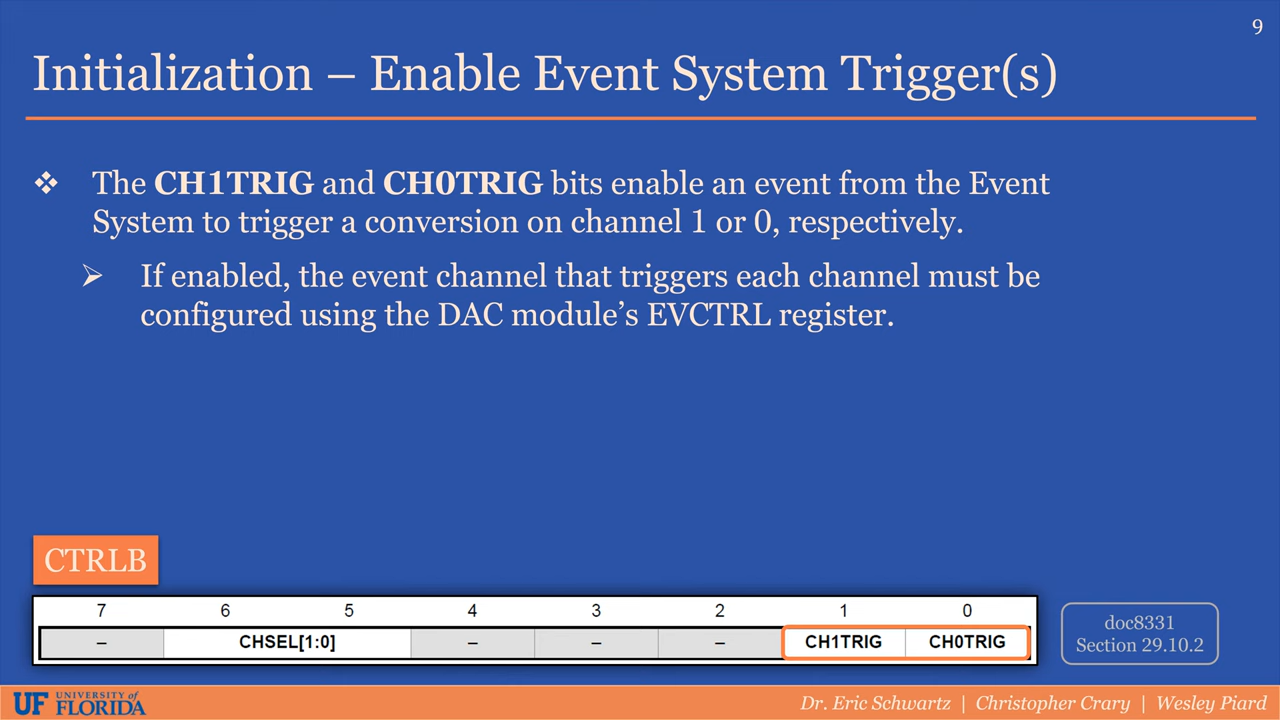 9
Initialization – Enable Event System Trigger(s)
❖ The CH1TRIG and CH0TRIG bits enable an event from the Event
System to trigger a conversion on channel 1 or 0, respectively.
➢ If enabled, the event channel that triggers each channel must be
configured using the DAC module’s EVCTRL register.
CTRLB
7 6 5 4 3 2 1 0
– CHSEL[1:0] – – – CH1TRIG CH0TRIG
doc8331
Section 29.10.2
UF UNIVERSITY of
FLORIDA
Dr. Eric Schwartz | Christopher Crary | Wesley Piard